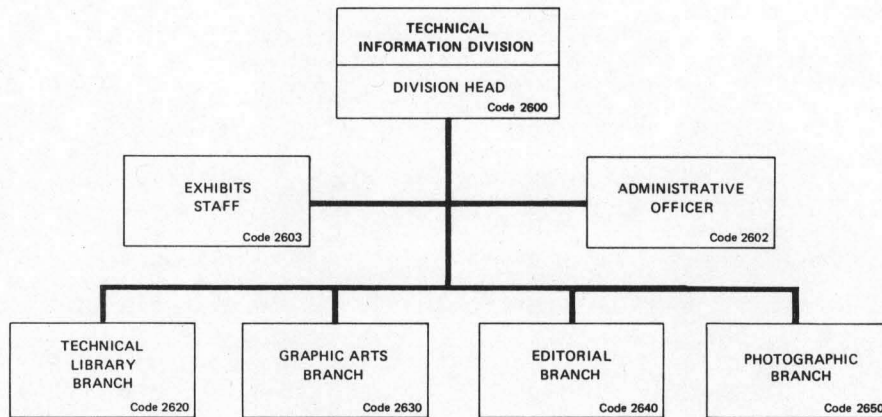 TECHNICAL
INFORMATION DIVISION
DIVISION HEAD
Code 2600
EXHIBITS
STAFF
Code 2603
ADMINISTRATIVE
OFFICER
Code 2602
TECHNICAL
LIBRARY
BRANCH
Code 2620
GRAPHIC ARTS
BRANCH
Code 2630
EDITORIAL
BRANCH
Code 2640
PHOTOGRAPHIC
BRANCH
Code 2650